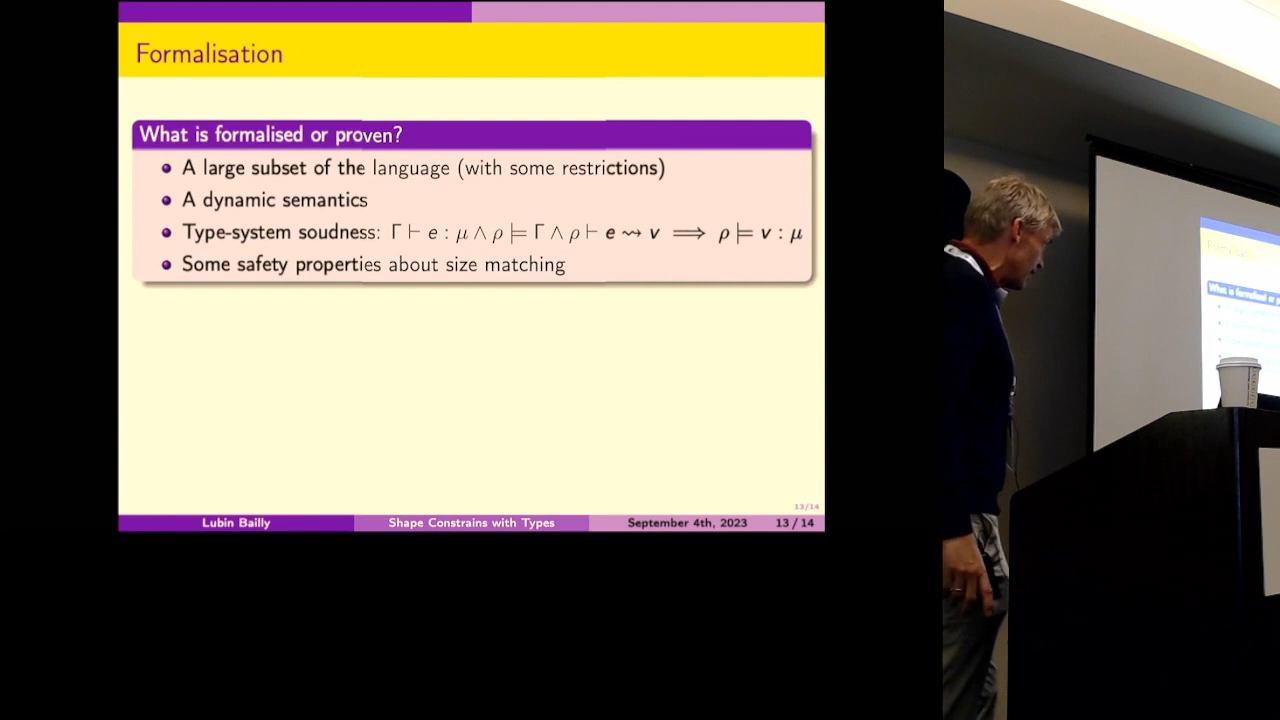 Formalisation
What is formalised or proven?
A large subset of the language (with some restrictions)
A dynamic semantics
Type-system soudness: Γ ⊢ e : μ ∧ ρ ⊨ Γ ∧ ρ ⊢ e ⇝ v ⟹ ρ ⊨ v : μ
Some safety properties about size matching
13/14
Lubin Bailly
Shape Constrains with Types
September 4th, 2023
13 / 14